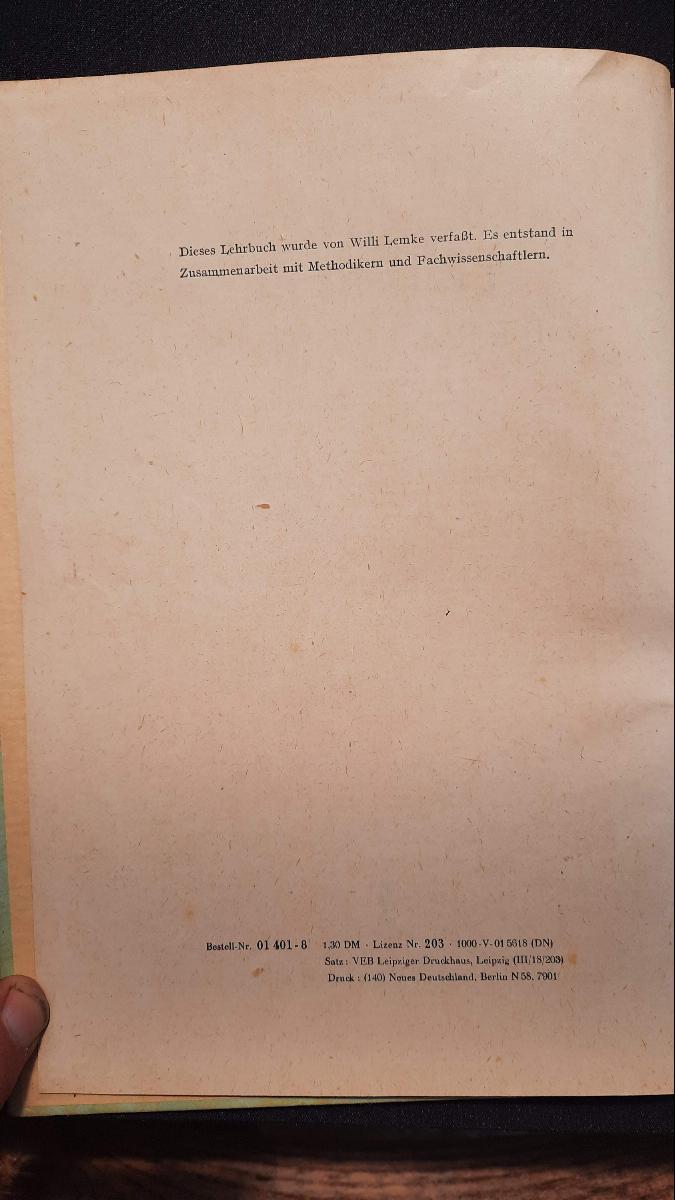 Dieses Lehrbuch wurde von Willi Lemke verfaßt. Es entstand in
Zusammenarbeit mit Methodikern und Fachwissenschaftlern.
Bestell-Nr. 01 401-8 1,30 DM · Lizenz Nr. 203 · 1000-V-01 5618 (DN)
Satz: VEB Leipziger Druckhaus, Leipzig (III/18/203)
Druck: (140) Neues Deutschland, Berlin N 58. 7901